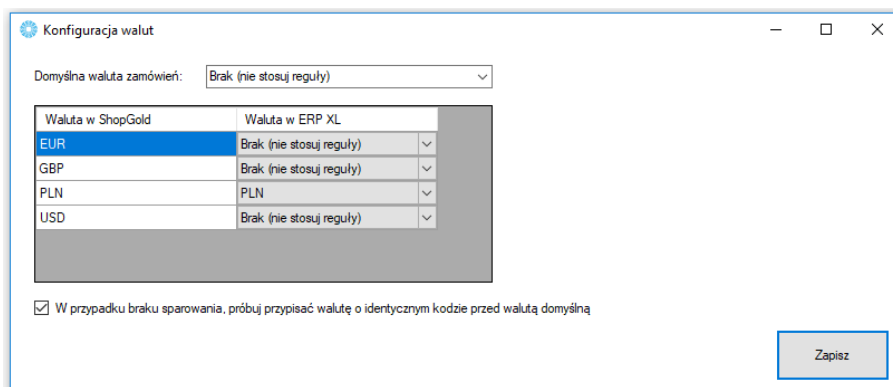 Konfiguracja walut
Domyślna waluta zamówień: Brak (nie stosuj reguły)
Waluta w ShopGold Waluta w ERP XL
EUR Brak (nie stosuj reguły)
GBP Brak (nie stosuj reguły)
PLN PLN
USD Brak (nie stosuj reguły)
W przypadku braku sparowania, próbuj przypisać walutę o identycznym kodzie przed walutą domyślną
Zapisz